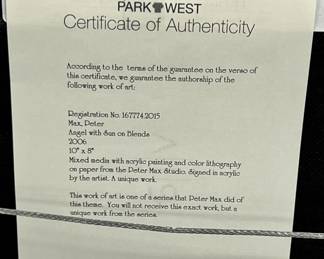 PARK WEST
Certificate of Authenticity
According to the terms of the guarantee on the verso of
this certificate, we guarantee the authorship of the
following work of art:
Registration No: 167774.2015
Max, Peter
Angel with Sun on Blends
2006
10" x 8"
Mixed media with acrylic painting and color lithography
on paper from the Peter Max Studio. Signed in acrylic
by the artist. A unique work.
This work of art is one of a series that Peter Max did of
this theme. You will not receive this exact work, but a
unique work from the series.